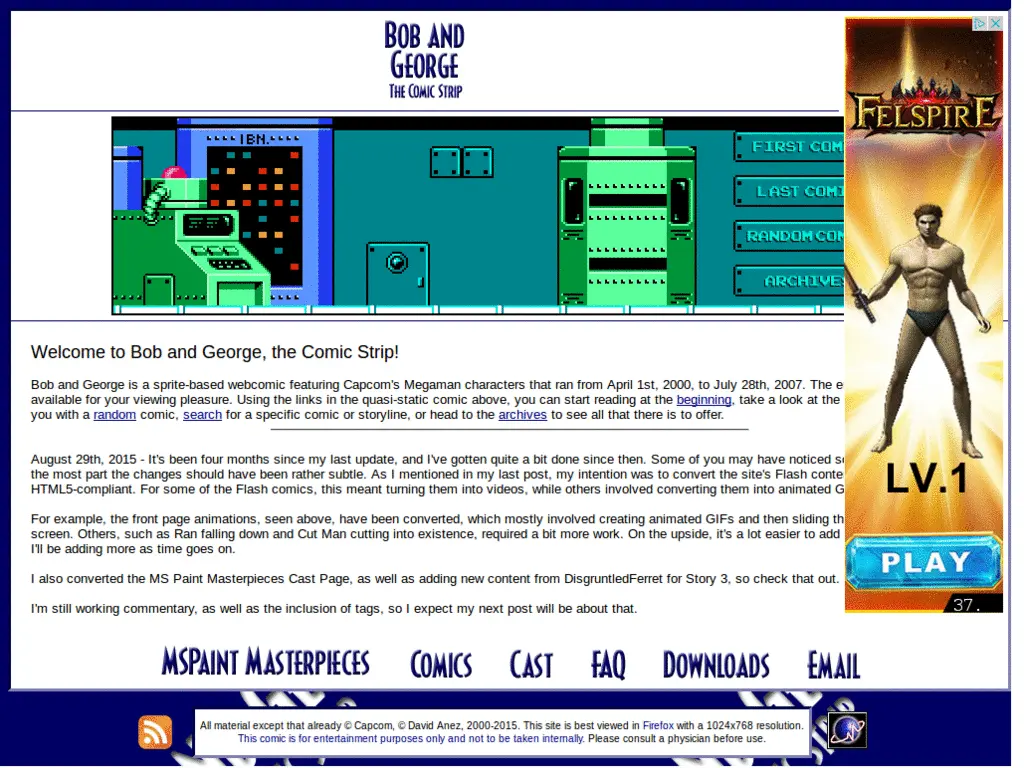 BOB AND
GEORGE
THE COMIC STRIP
FELSPIRE
IBN.
FIRST COM
LAST COMI
RANDOM COM
ARCHIVES
Welcome to Bob and George, the Comic Strip!
Bob and George is a sprite-based webcomic featuring Capcom's Megaman characters that ran from April 1st, 2000, to July 28th, 2007. The e
available for your viewing pleasure. Using the links in the quasi-static comic above, you can start reading at the beginning, take a look at the
you with a random comic, search for a specific comic or storyline, or head to the archives to see all that there is to offer.
August 29th, 2015 - It's been four months since my last update, and I've gotten quite a bit done since then. Some of you may have noticed s
the most part the changes should have been rather subtle. As I mentioned in my last post, my intention was to convert the site's Flash conte
HTML5-compliant. For some of the Flash comics, this meant turning them into videos, while others involved converting them into animated G
For example, the front page animations, seen above, have been converted, which mostly involved creating animated GIFs and then sliding th
screen. Others, such as Ran falling down and Cut Man cutting into existence, required a bit more work. On the upside, it's a lot easier to add
I'll be adding more as time goes on.
I also converted the MS Paint Masterpieces Cast Page, as well as adding new content from DisgruntledFerret for Story 3, so check that out.
I'm still working commentary, as well as the inclusion of tags, so I expect my next post will be about that.
LV.1
PLAY
37.
MSPAINT MASTERPIECES COMICS CAST FAQ DOWNLOADS EMAIL
All material except that already © Capcom, © David Anez, 2000-2015. This site is best viewed in Firefox with a 1024x768 resolution.
This comic is for entertainment purposes only and not to be taken internally. Please consult a physician before use.